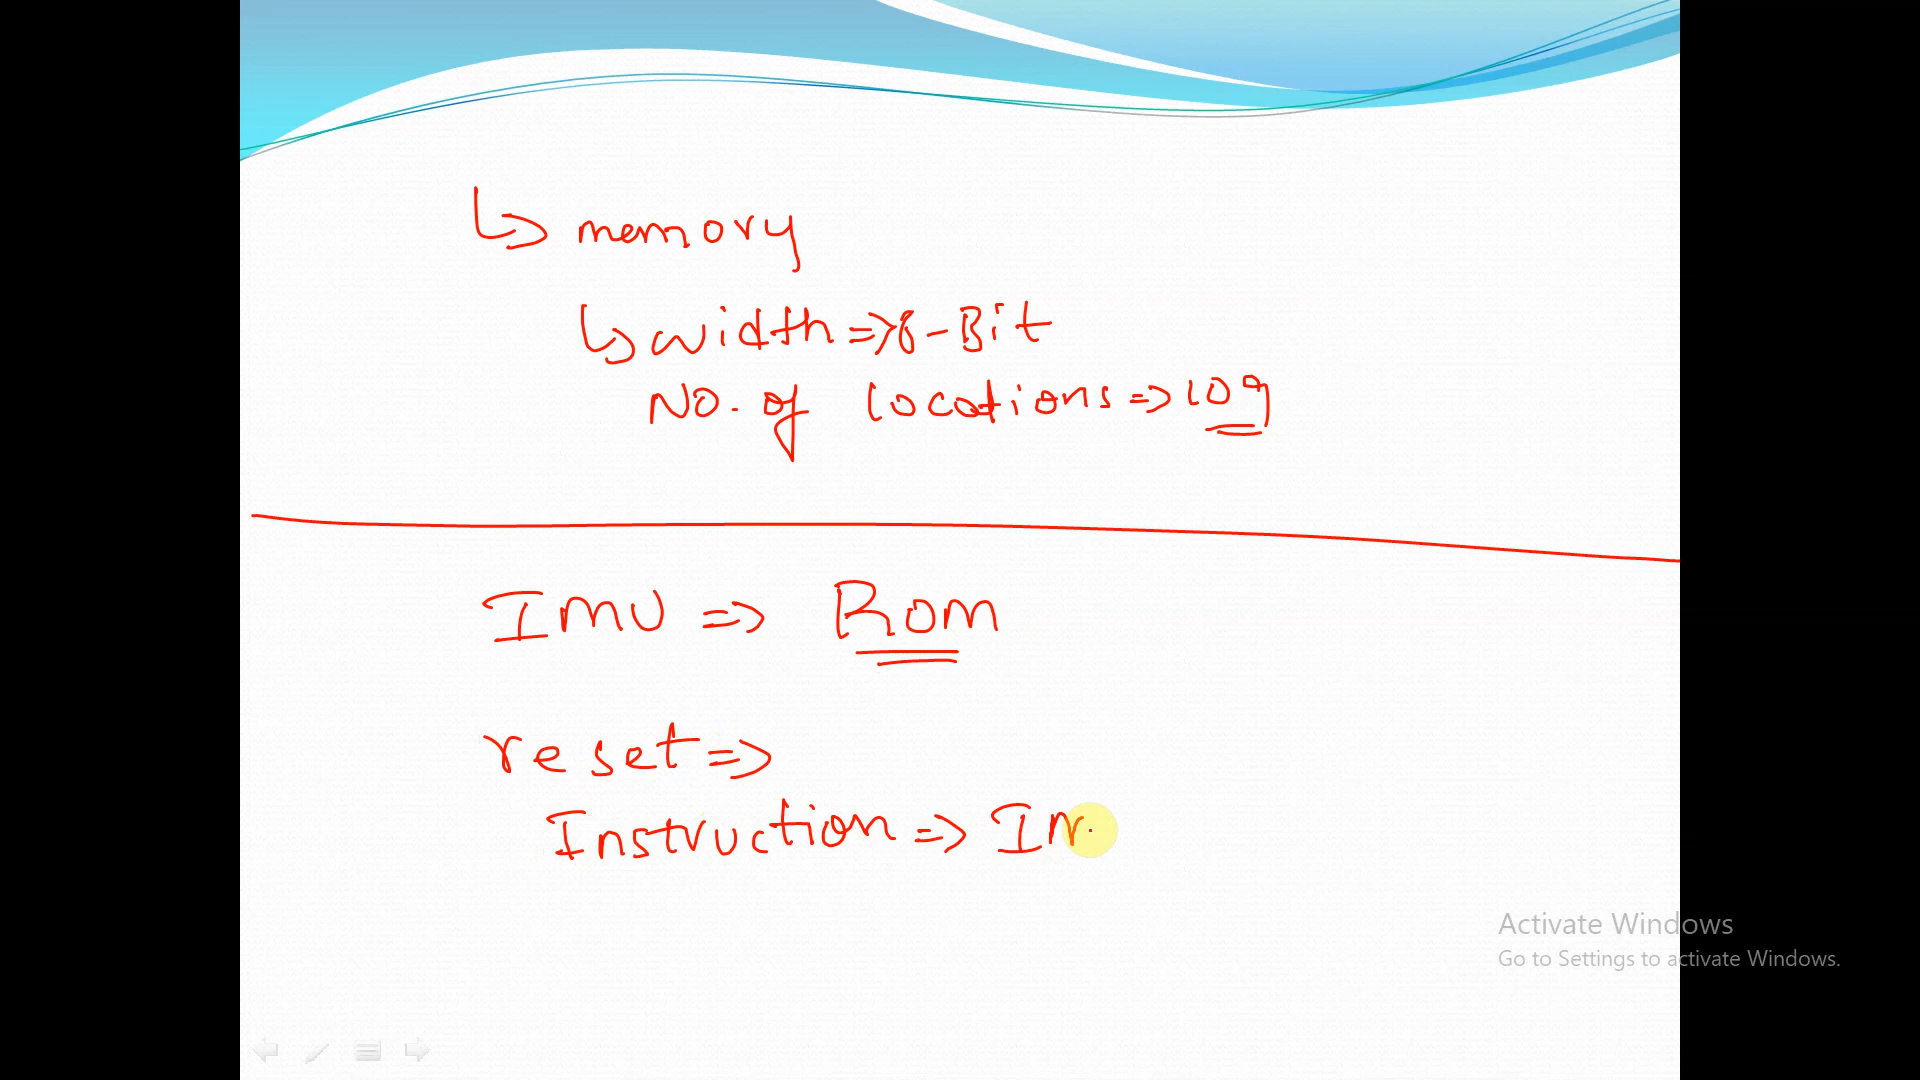 ↳ memory
↳ width => 8-Bit
No. of locations => 109
IMU => ROM
reset =>
Instruction => IM
Activate Windows
Go to Settings to activate Windows.